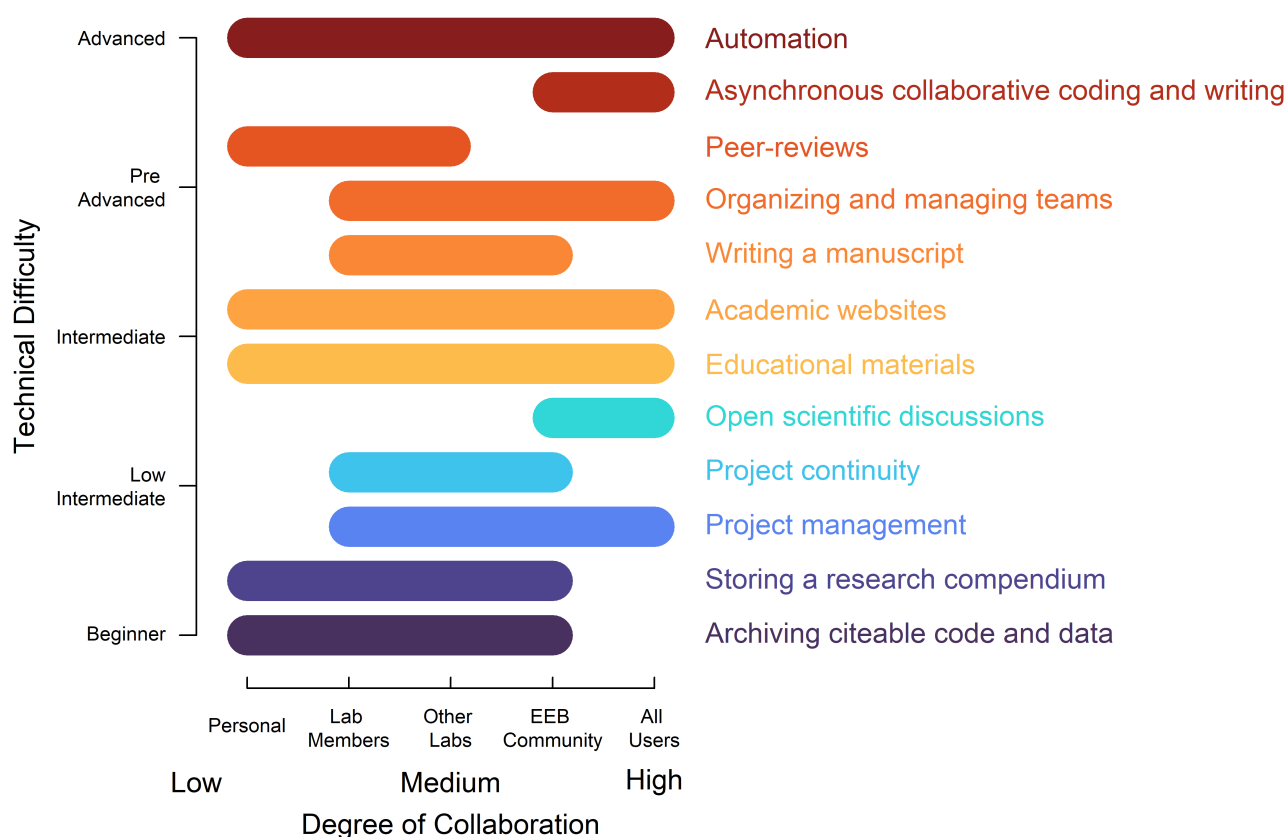 Technical Difficulty
Advanced
Pre
Advanced
Intermediate
Low
Intermediate
Beginner
Automation
Asynchronous collaborative coding and writing
Peer-reviews
Organizing and managing teams
Writing a manuscript
Academic websites
Educational materials
Open scientific discussions
Project continuity
Project management
Storing a research compendium
Archiving citeable code and data
Personal
Lab
Members
Other
Labs
EEB
Community
All
Users
Low
Medium
High
Degree of Collaboration